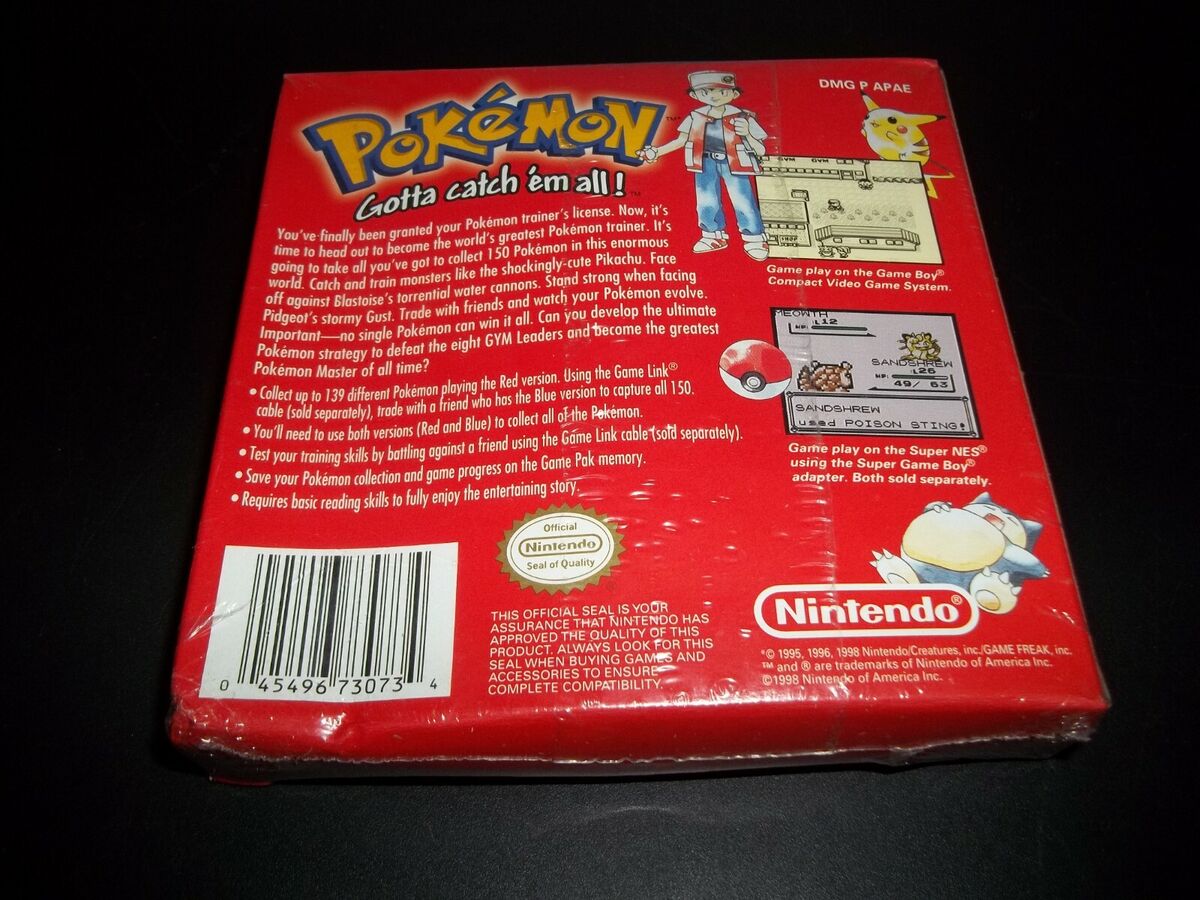 DMG P APAE
POKéMON™
Gotta catch 'em all!™
You've finally been granted your Pokémon trainer's license. Now, it's
time to head out to become the world's greatest Pokémon trainer. It's
going to take all you've got to collect 150 Pokémon in this enormous
world. Catch and train monsters like the shockingly-cute Pikachu. Face
off against Blastoise's torrential water cannons. Stand strong when facing
Pidgeot's stormy Gust. Trade with friends and watch your Pokémon evolve.
Important—no single Pokémon can win it all. Can you develop the ultimate
Pokémon strategy to defeat the eight GYM Leaders and become the greatest
Pokémon Master of all time?
• Collect up to 139 different Pokémon playing the Red version. Using the Game Link®
cable (sold separately), trade with a friend who has the Blue version to capture all 150.
• You'll need to use both versions (Red and Blue) to collect all of the Pokémon.
• Test your training skills by battling against a friend using the Game Link cable (sold separately).
• Save your Pokémon collection and game progress on the Game Pak memory.
• Requires basic reading skills to fully enjoy the entertaining story.
GYM GYM
SHOP
Game play on the Game Boy®
Compact Video Game System.
MEOWTH
:L12
HP:
SANDSHREW
:L26
HP:
49/ 63
SANDSHREW
used POISON STING!
Game play on the Super NES®
using the Super Game Boy®
adapter. Both sold separately.
Official
Nintendo
Seal of Quality
THIS OFFICIAL SEAL IS YOUR
ASSURANCE THAT NINTENDO HAS
APPROVED THE QUALITY OF THIS
PRODUCT. ALWAYS LOOK FOR THIS
SEAL WHEN BUYING GAMES AND
ACCESSORIES TO ENSURE
COMPLETE COMPATIBILITY.
Nintendo®
™© 1995, 1996, 1998 Nintendo/Creatures, inc./GAME FREAK, inc.
™ and ® are trademarks of Nintendo of America Inc.
©1998 Nintendo of America Inc.
0 45496 73073 4